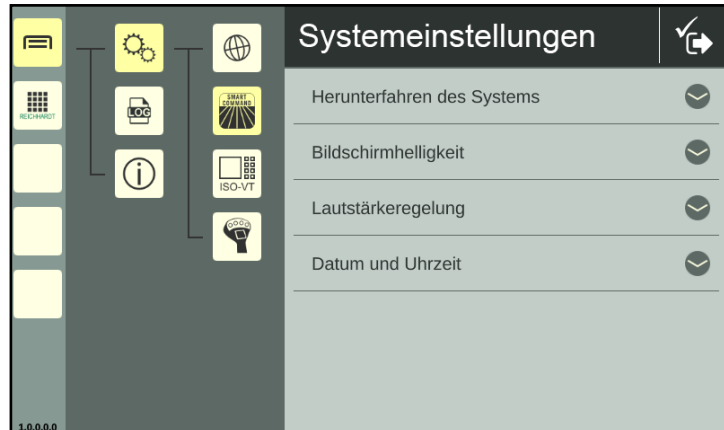 Systemeinstellungen
REICHHARDT
LOG
SMART
COMMAND
ISO-VT
Herunterfahren des Systems
Bildschirmhelligkeit
Lautstärkeregelung
Datum und Uhrzeit
1.0.0.0.0